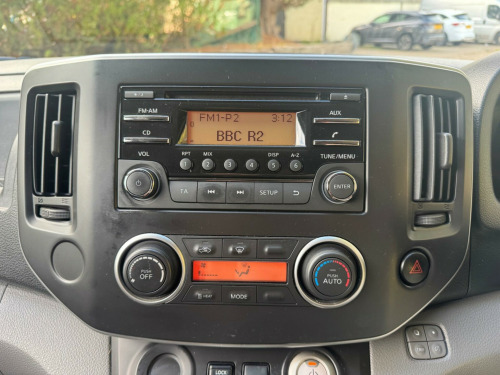 FM-AM
FM1-P2 3:12
AUX
BBC R2
CD
VOL
RPT MIX DISP A-Z
1 2 3 4 5 6
TUNE/MENU
TA SETUP
ENTER
PUSH OFF
PUSH AUTO
MODE
LOCK